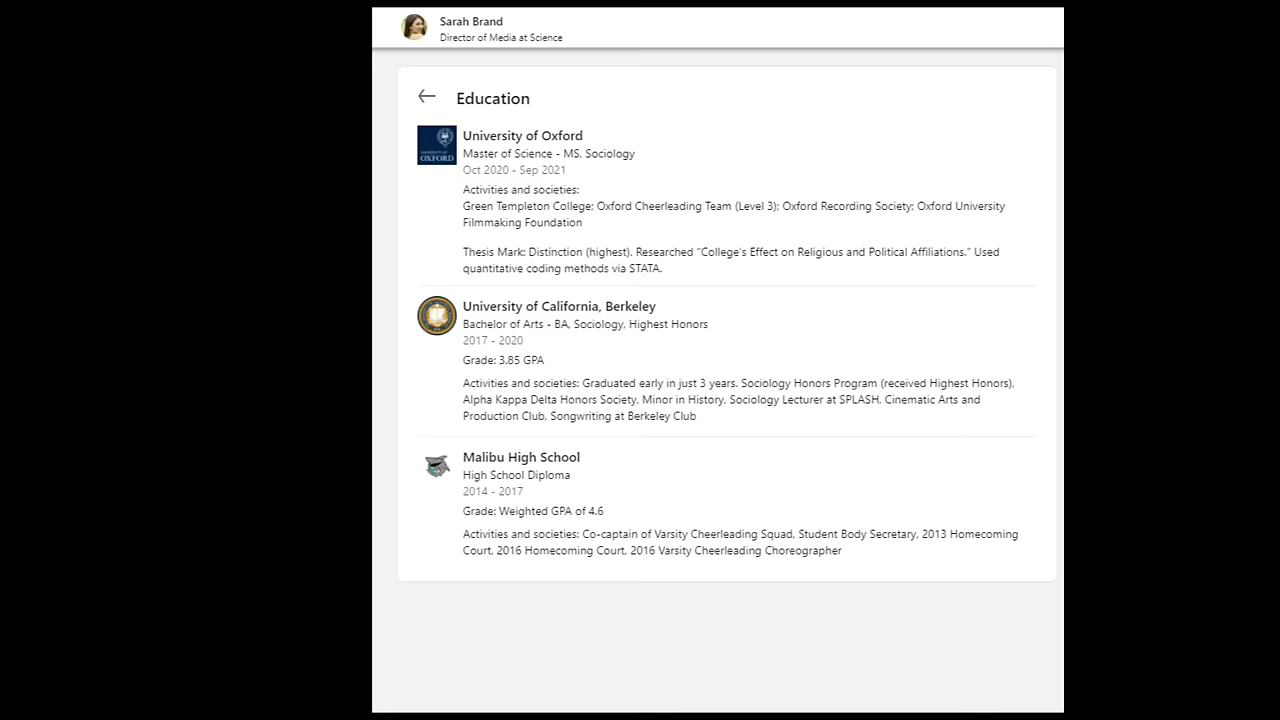 Sarah Brand
Director of Media at Science
Education
UNIVERSITY OF
OXFORD
University of Oxford
Master of Science - MS, Sociology
Oct 2020 - Sep 2021
Activities and societies:
Green Templeton College; Oxford Cheerleading Team (Level 3); Oxford Recording Society; Oxford University
Filmmaking Foundation
Thesis Mark: Distinction (highest). Researched “College’s Effect on Religious and Political Affiliations.” Used
quantitative coding methods via STATA.
University of California, Berkeley
Bachelor of Arts - BA, Sociology, Highest Honors
2017 - 2020
Grade: 3.85 GPA
Activities and societies: Graduated early in just 3 years. Sociology Honors Program (received Highest Honors),
Alpha Kappa Delta Honors Society. Minor in History. Sociology Lecturer at SPLASH. Cinematic Arts and
Production Club, Songwriting at Berkeley Club
Malibu High School
High School Diploma
2014 - 2017
Grade: Weighted GPA of 4.6
Activities and societies: Co-captain of Varsity Cheerleading Squad, Student Body Secretary, 2013 Homecoming
Court, 2016 Homecoming Court, 2016 Varsity Cheerleading Choreographer